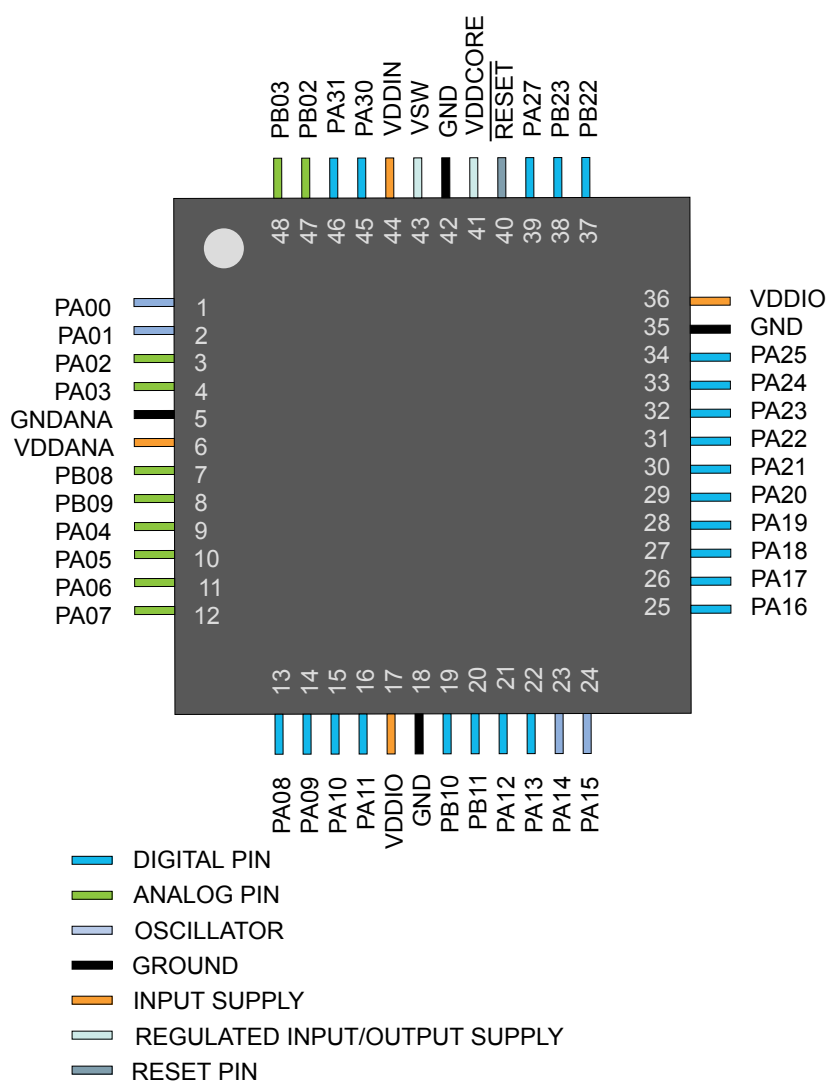 PB03
PB02
PA31
PA30
VDDIN
VSW
GND
VDDCORE
RESET
PA27
PB23
PB22
48
47
46
45
44
43
42
41
40
39
38
37
PA00 1
PA01 2
PA02 3
PA03 4
GNDANA 5
VDDANA 6
PB08 7
PB09 8
PA04 9
PA05 10
PA06 11
PA07 12
36 VDDIO
35 GND
34 PA25
33 PA24
32 PA23
31 PA22
30 PA21
29 PA20
28 PA19
27 PA18
26 PA17
25 PA16
13
14
15
16
17
18
19
20
21
22
23
24
PA08
PA09
PA10
PA11
VDDIO
GND
PB10
PB11
PA12
PA13
PA14
PA15
DIGITAL PIN
ANALOG PIN
OSCILLATOR
GROUND
INPUT SUPPLY
REGULATED INPUT/OUTPUT SUPPLY
RESET PIN